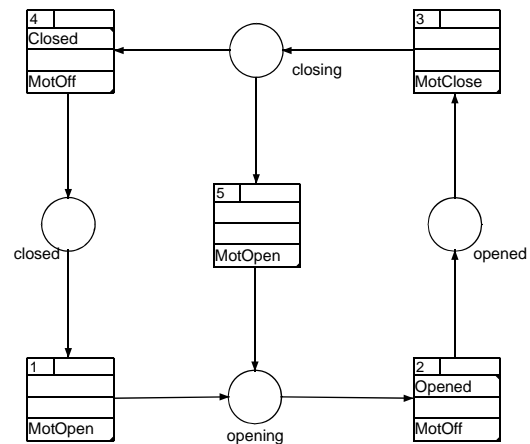 4
Closed
MotOff
closing
3
MotClose
5
MotOpen
closed
opened
1
MotOpen
opening
2
Opened
MotOff